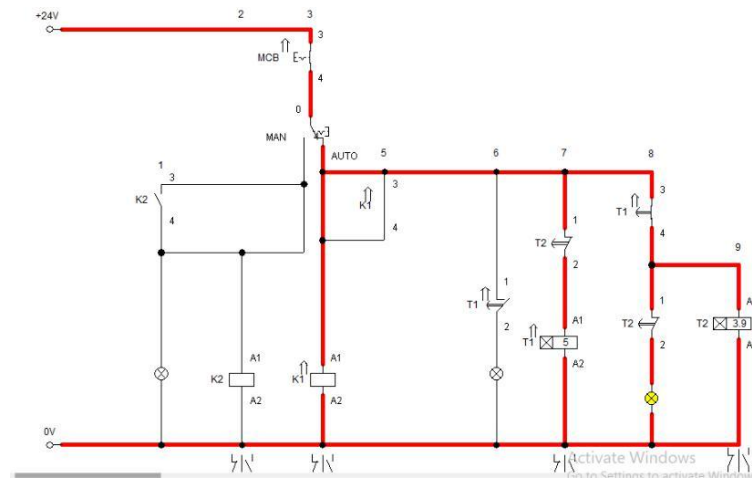 +24V 2 3
3
MCB
4
0
MAN
AUTO 5 6 7 8
1
3 3 3
K2 K1 T1
4 4 4
1 9
T2
2
1 1 A
T1 T2 T2 3.9
2 A1 2 A
T1 5
A1 A1 A2
K2 K1
A2 A2
0V
Activate Windows
Go to Settings to activate Windows